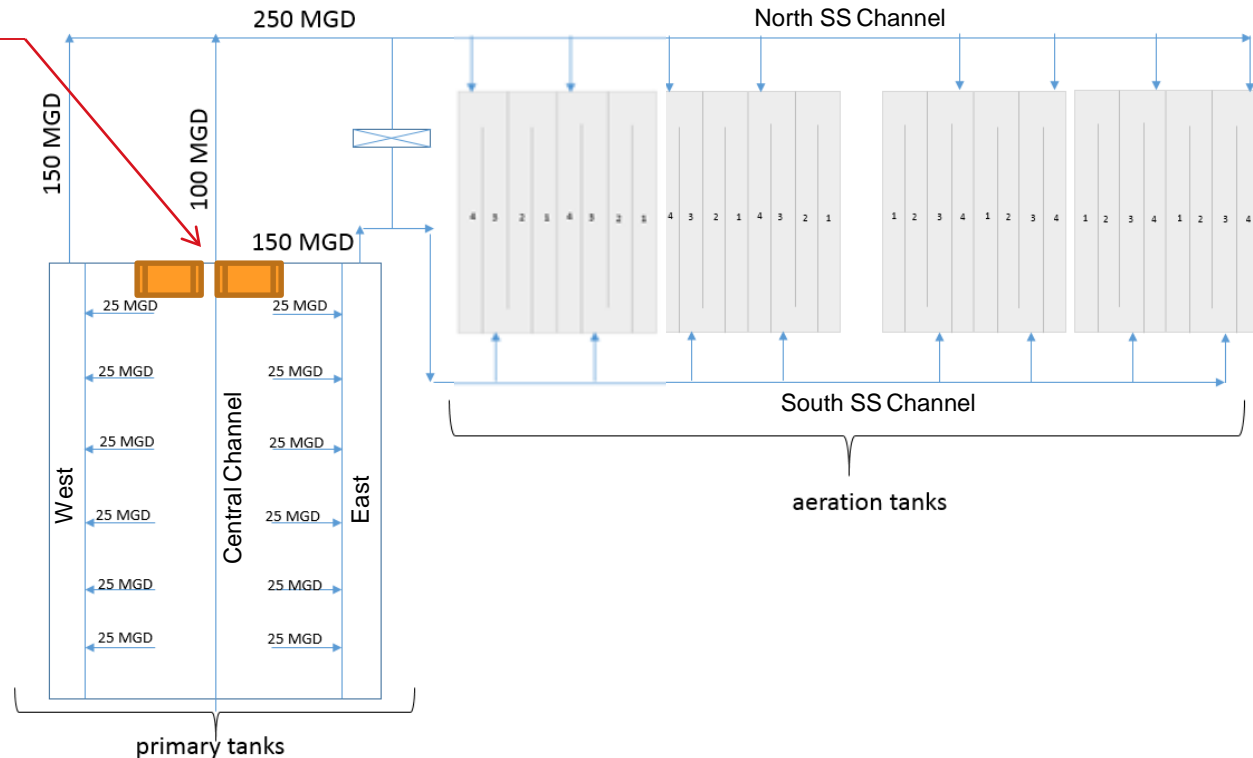 250 MGD
North SS Channel
150 MGD
100 MGD
4 3 2 1 4 3 2
4 3 2 1 4 3 2 1
1 2 3 4 1 2 3 4
1 2 3 4 1 2 3 4
150 MGD
25 MGD
25 MGD
25 MGD
25 MGD
25 MGD
25 MGD
25 MGD
25 MGD
25 MGD
25 MGD
25 MGD
25 MGD
West
Central Channel
East
South SS Channel
aeration tanks
primary tanks